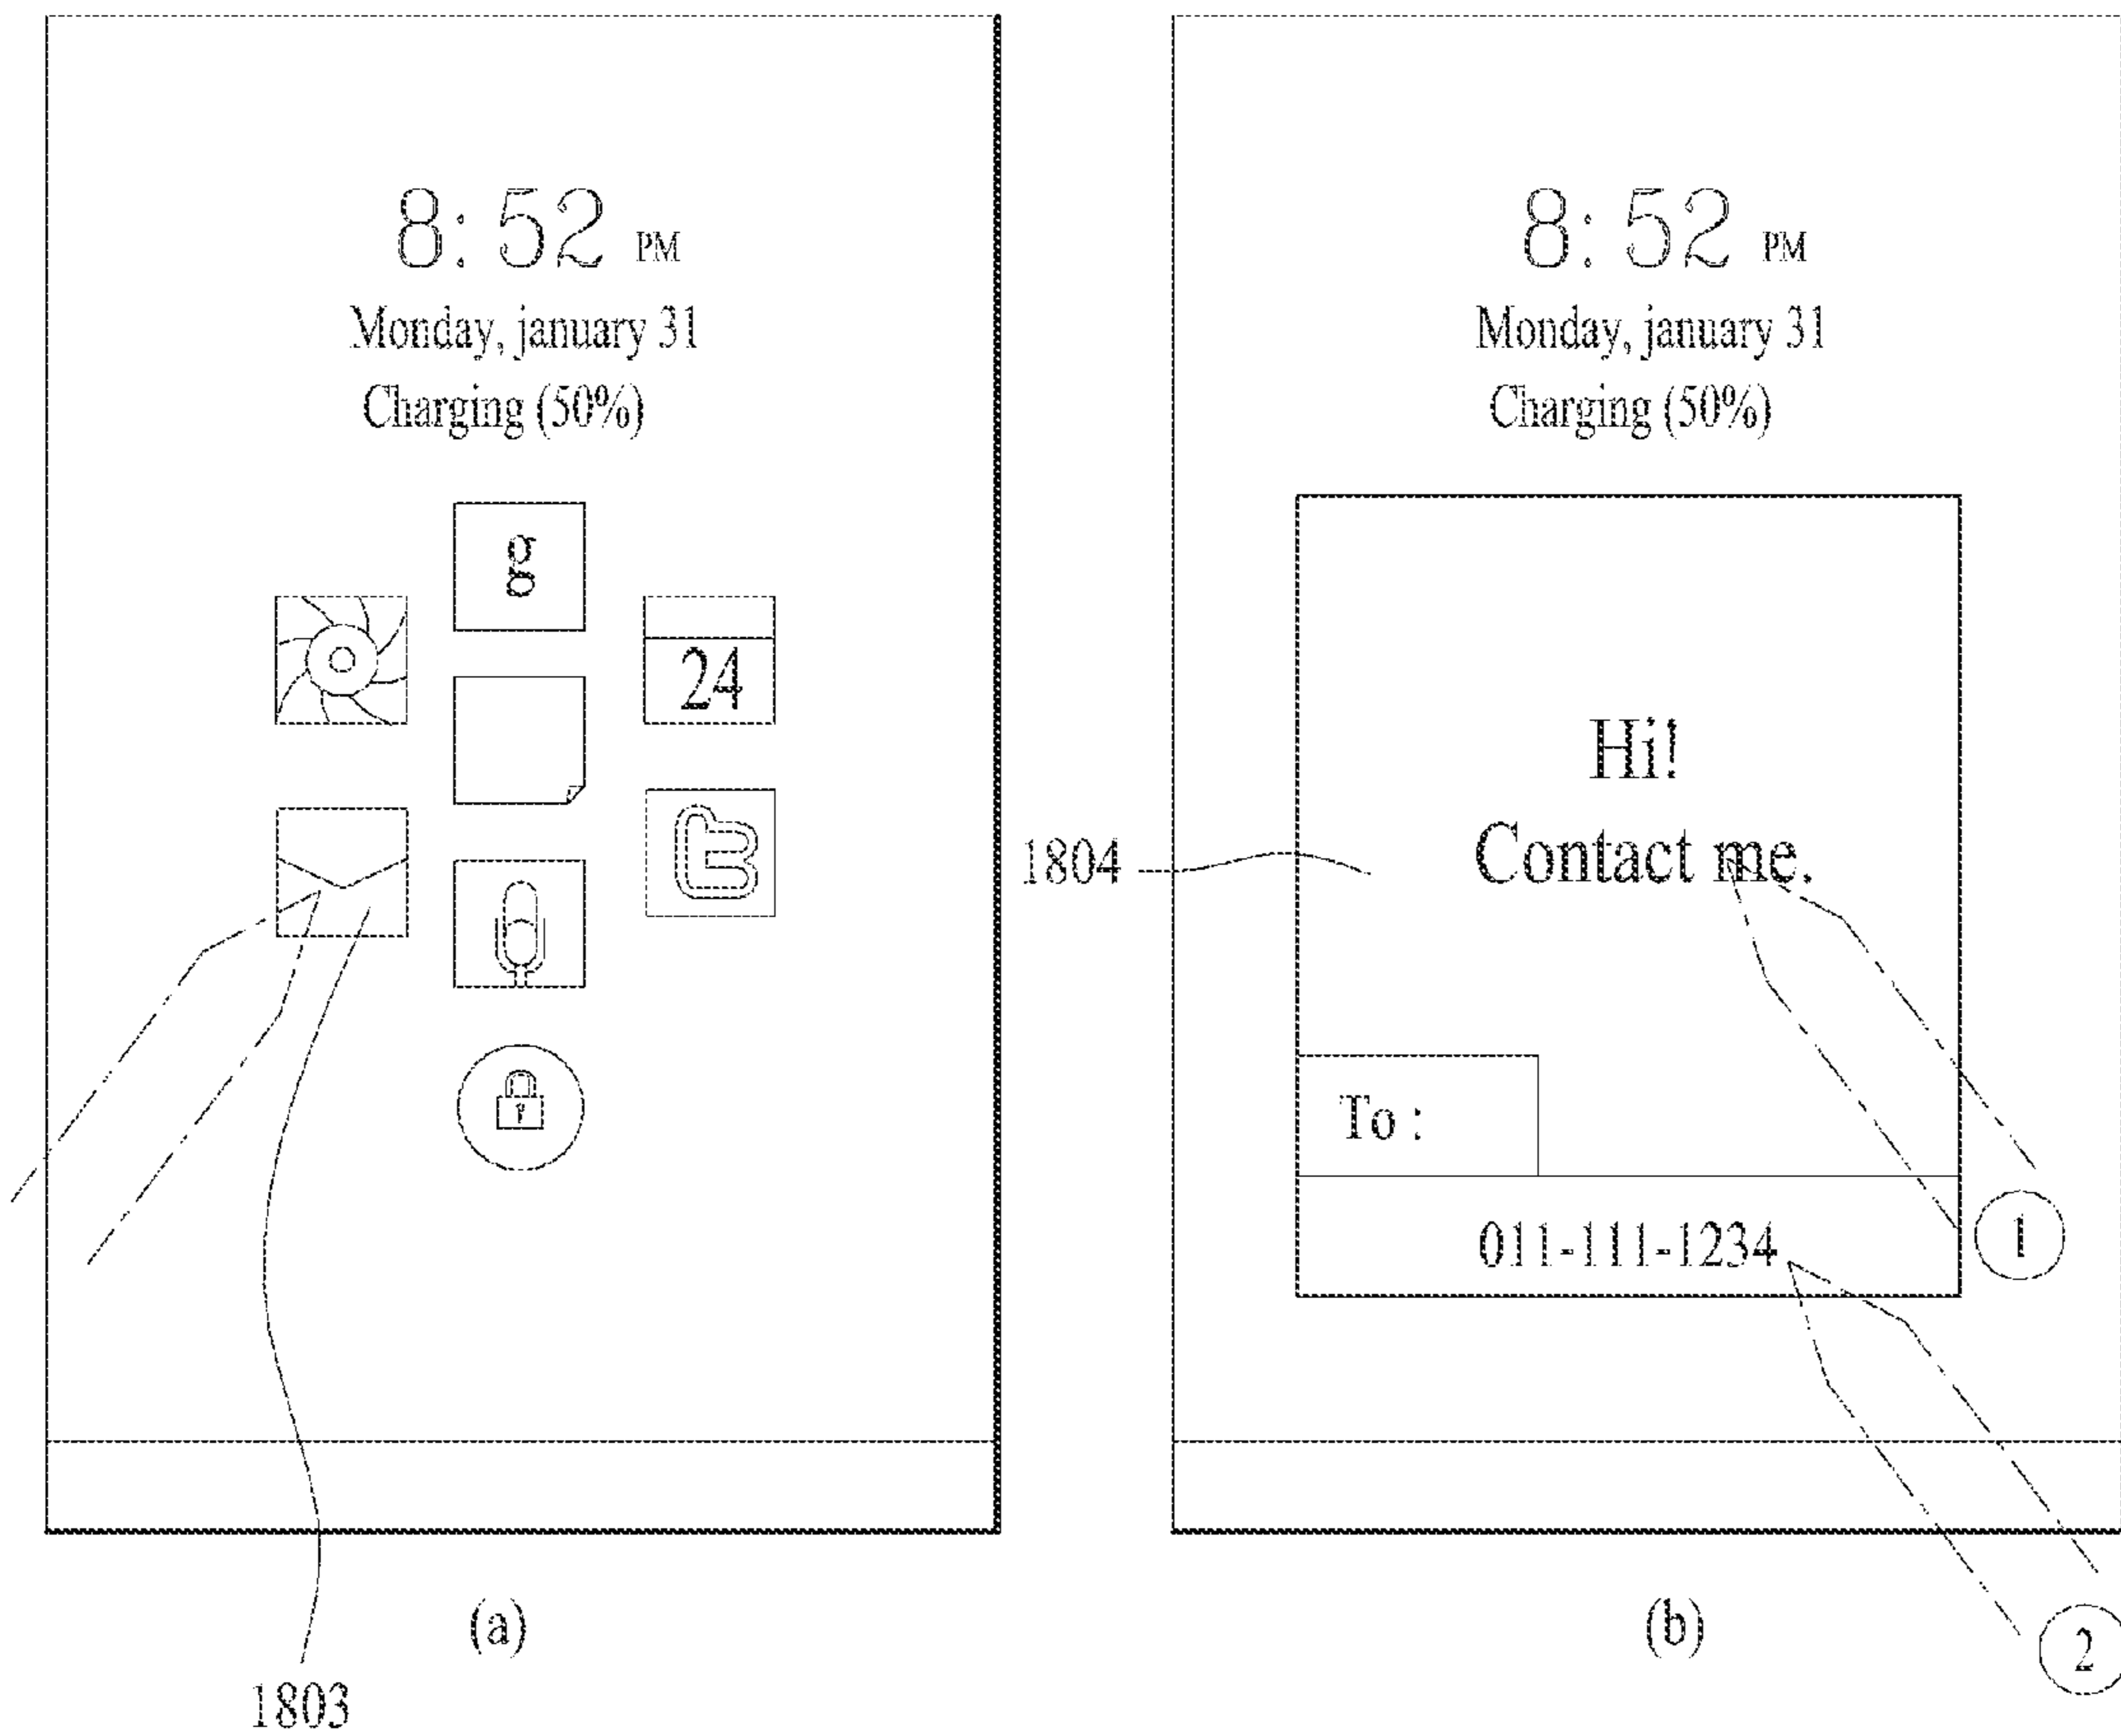 8: 52 PM
Monday, january 31
Charging (50%)
g
24
1803
(a)
8: 52 PM
Monday, january 31
Charging (50%)
Hi!
Contact me.
1804
To :
011-111-1234
1
2
(b)